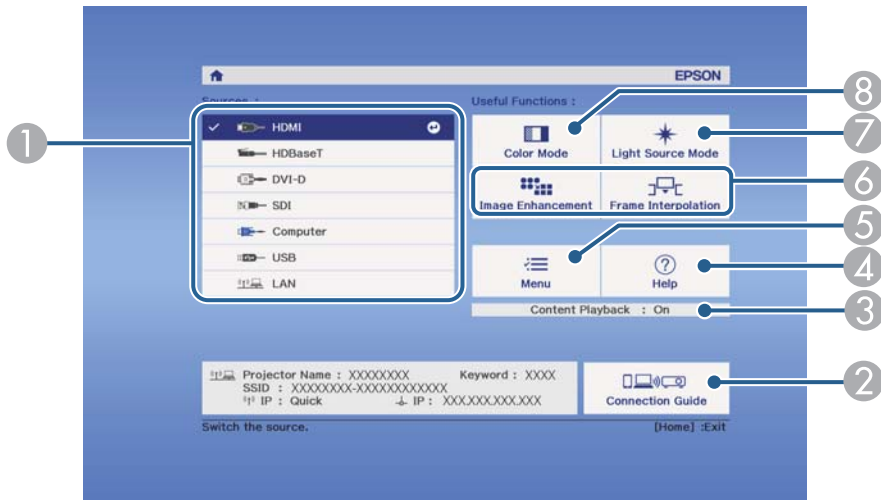 EPSON
Sources :
Useful Functions :
HDMI
HDBaseT
DVI-D
SDI
Computer
USB
LAN
Color Mode
Light Source Mode
Image Enhancement
Frame Interpolation
Menu
Help
Content Playback : On
Projector Name : XXXXXXXX Keyword : XXXX
SSID : XXXXXXXX-XXXXXXXXXXXX
IP : Quick IP : XXX.XXX.XXX.XXX
Connection Guide
Switch the source.
[Home] :Exit
1
8
7
6
5
4
3
2